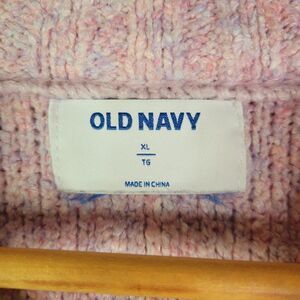 OLD NAVY
XL
TG
MADE IN CHINA